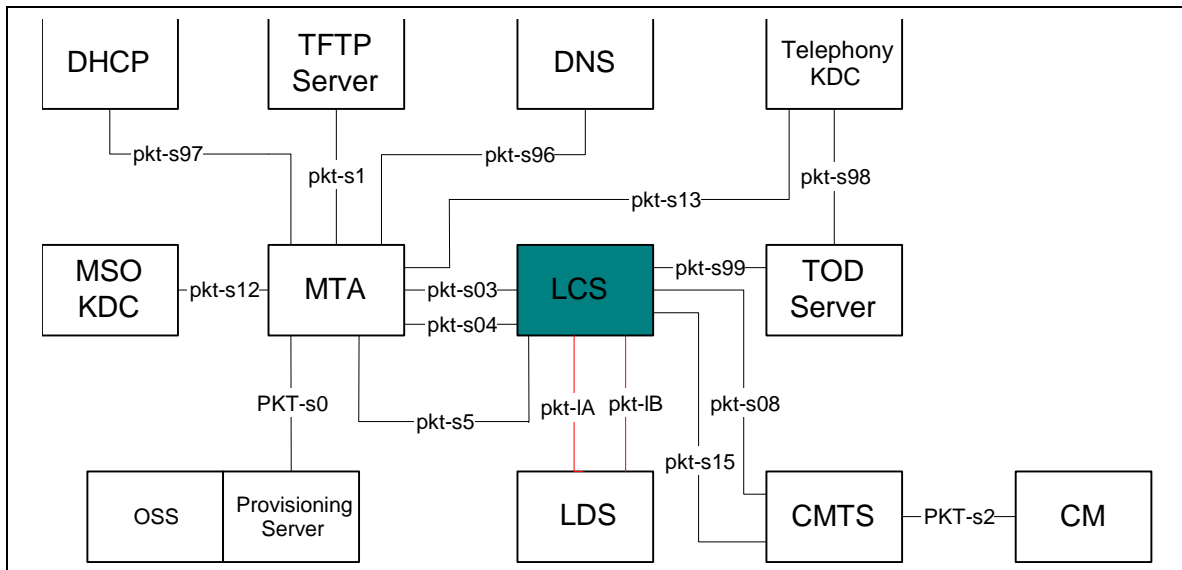 DHCP
TFTP
Server
DNS
Telephony
KDC
pkt-s97
pkt-s1
pkt-s96
pkt-s98
pkt-s13
MSO
KDC
pkt-s12
MTA
pkt-s03
pkt-s04
LCS
pkt-s99
TOD
Server
PKT-s0
pkt-s5
pkt-lA
pkt-lB
pkt-s08
pkt-s15
OSS
Provisioning
Server
LDS
CMTS
PKT-s2
CM